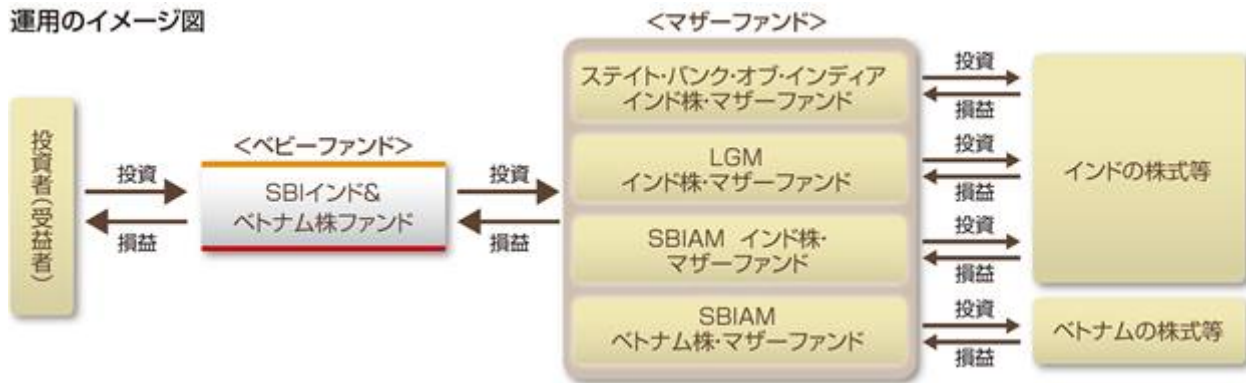 運用のイメージ図
<マザーファンド>
投資者(受益者)
投資
損益
<ベビーファンド>
SBIインド&
ベトナム株ファンド
投資
損益
ステイト・バンク・オブ・インディア
インド株・マザーファンド
LGM
インド株・マザーファンド
SBIAM インド株・
マザーファンド
SBIAM
ベトナム株・マザーファンド
投資
損益
投資
損益
投資
損益
投資
損益
インドの株式等
ベトナムの株式等